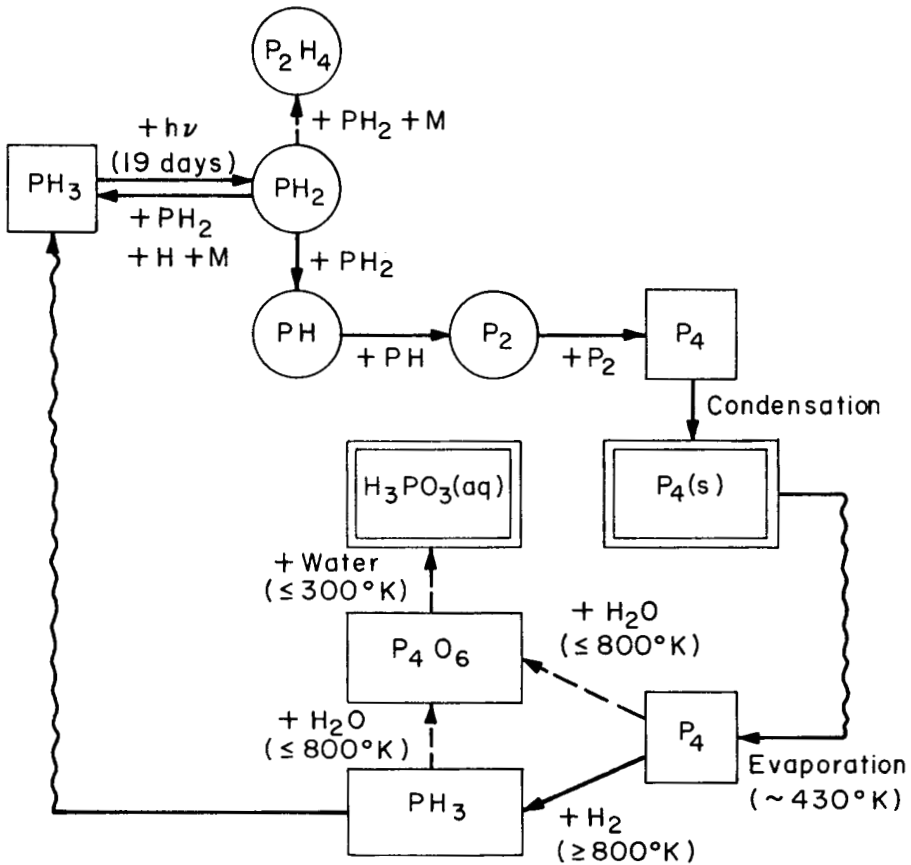 P₂H₄
+ PH₂ + M
+ hν
(19 days)
PH₃
PH₂
+ PH₂
+ H + M
+ PH₂
PH
+ PH
P₂
+ P₂
P₄
Condensation
H₃PO₃(aq)
P₄(s)
+ Water
(≤300°K)
+ H₂O
(≤800°K)
P₄O₆
+ H₂O
(≤800°K)
P₄
Evaporation
(~430°K)
PH₃
+ H₂
(≥800°K)